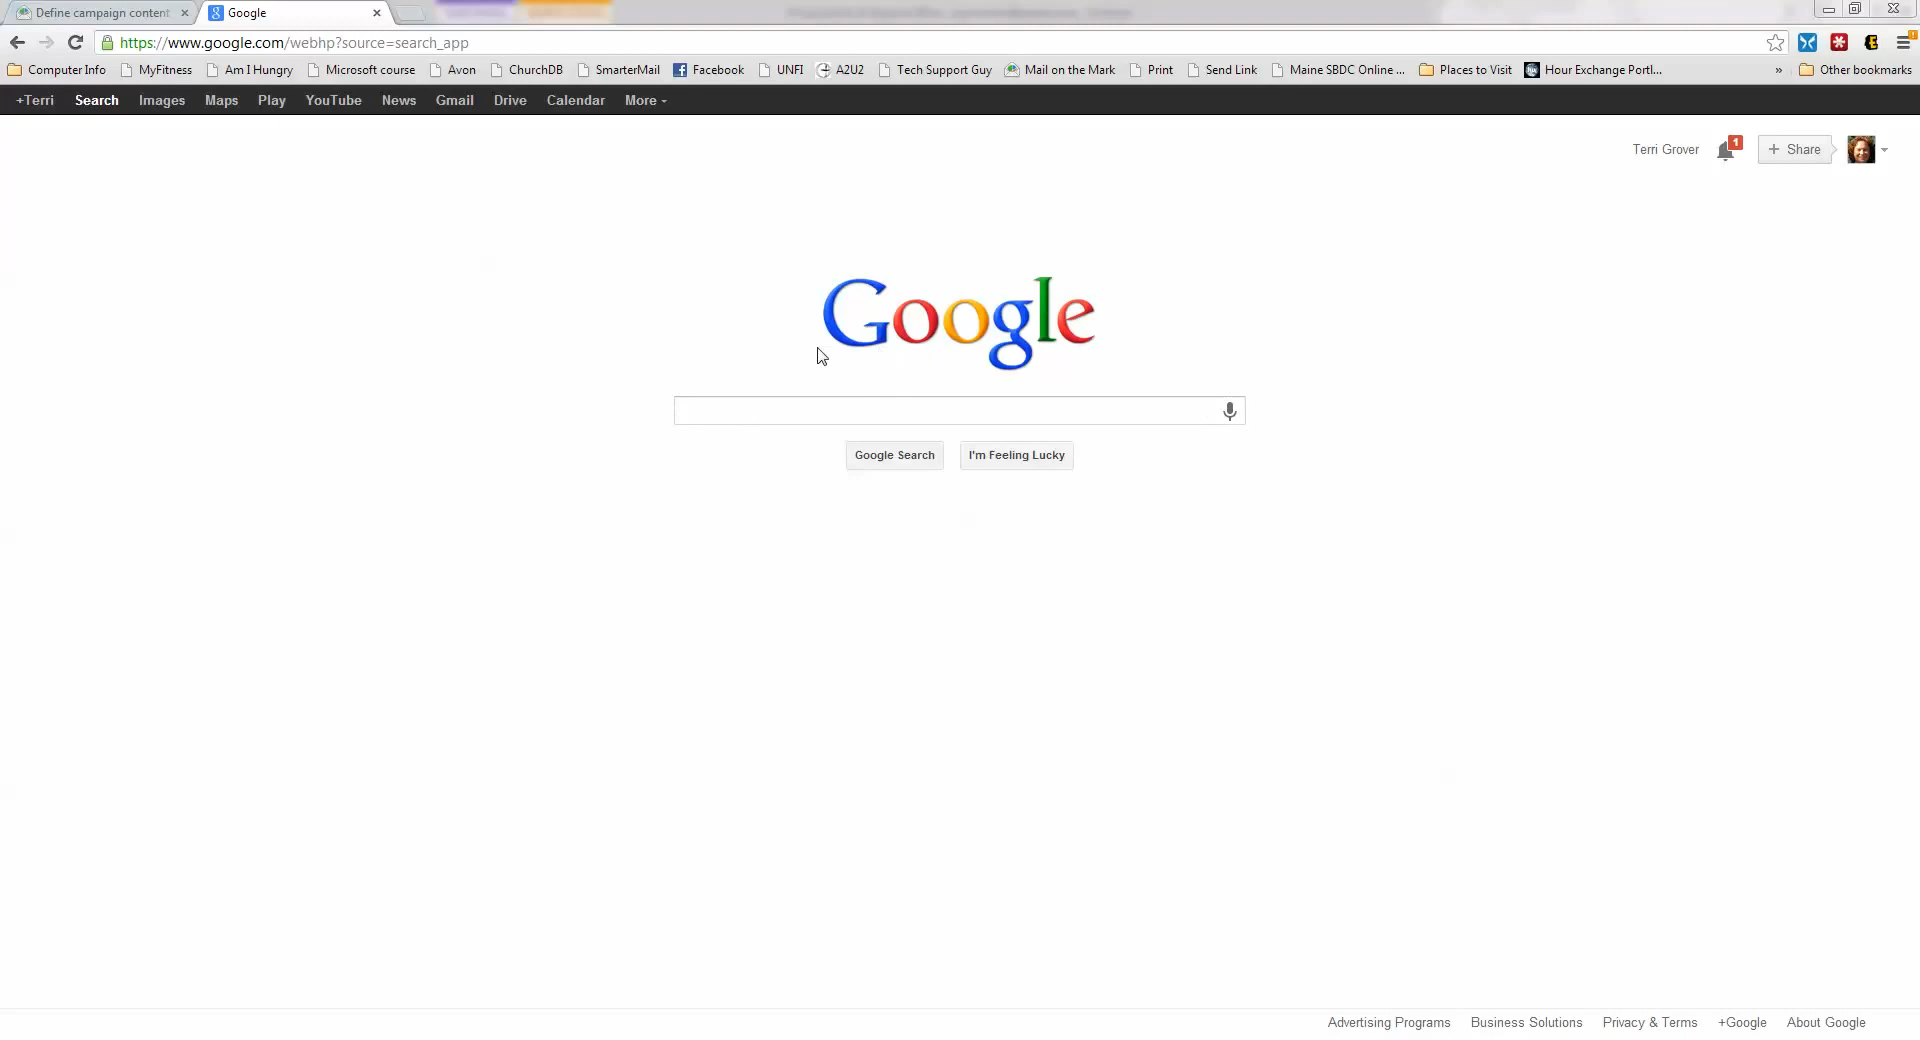 Define campaign content
Google
https://www.google.com/webhp?source=search_app
Computer Info MyFitness Am I Hungry Microsoft course Avon ChurchDB SmarterMail Facebook UNFI A2U2 Tech Support Guy Mail on the Mark Print Send Link Maine SBDC Online ... Places to Visit Hour Exchange Portl... » Other bookmarks
+Terri Search Images Maps Play YouTube News Gmail Drive Calendar More
Terri Grover 1 + Share
Google
Google Search I'm Feeling Lucky
Advertising Programs Business Solutions Privacy & Terms +Google About Google